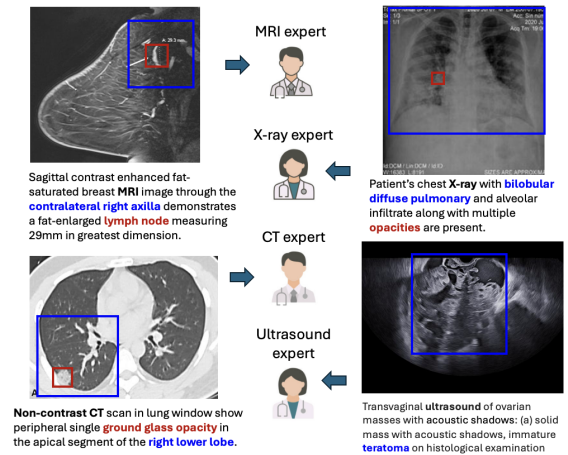 MRI expert
A: 29.3 mm
X-ray expert
Sagittal contrast enhanced fat-
saturated breast MRI image through the
contralateral right axilla demonstrates
a fat-enlarged lymph node measuring
29mm in greatest dimension.
Patient's chest X-ray with bilobular
diffuse pulmonary and alveolar
infiltrate along with multiple
opacities are present.
CT expert
Ultrasound
expert
A
Non-contrast CT scan in lung window show
peripheral single ground glass opacity in
the apical segment of the right lower lobe.
Transvaginal ultrasound of ovarian
masses with acoustic shadows: (a) solid
mass with acoustic shadows, immature
teratoma on histological examination